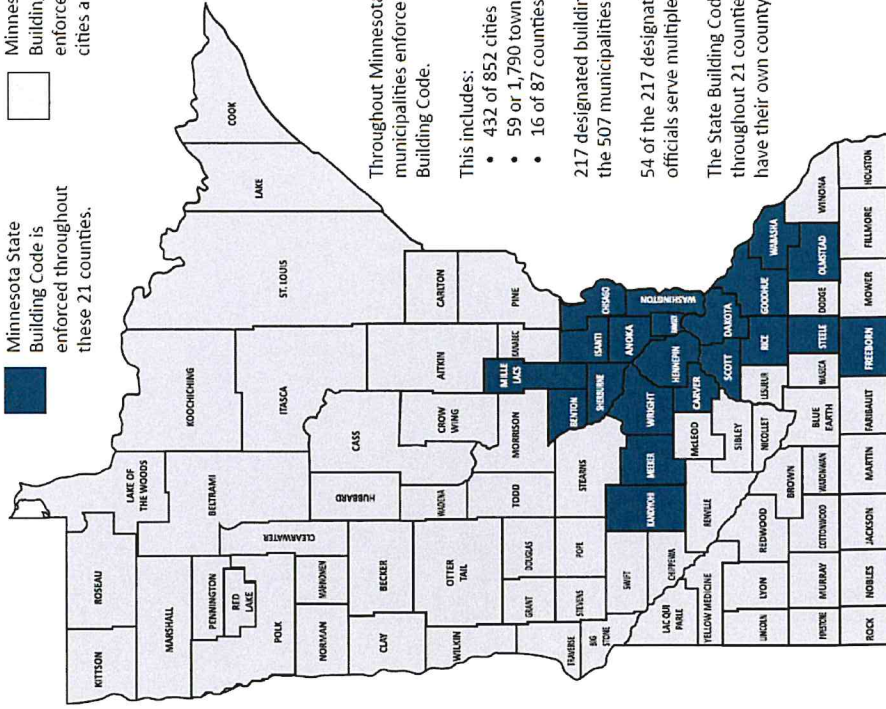 Minnesota State
Building Code is
enforced throughout
these 21 counties.
Minnes
Building
enforce
cities a
KITTSON
ROSEAU
LAKE OF
THE WOODS
MARSHALL
KOOCHICHING
BELTRAMI
PENNINGTON
RED
LAKE
POLK
CLEARWATER
ITASCA
ST. LOUIS
LAKE
COOK
NORMAN
MAHNOMEN
HUBBARD
CASS
CLAY
BECKER
WADENA
CROW
WING
AITKIN
CARLTON
WILKIN
OTTER
TAIL
TODD
MORRISON
MILLE
LACS
KANABEC
PINE
GRANT
DOUGLAS
TRAVERSE
STEVENS
POPE
STEARNS
BENTON
SHERBURNE
ISANTI
CHISAGO
BIG
STONE
SWIFT
KANDIYOHI
MEEKER
WRIGHT
ANOKA
WASHINGTON
HENNEPIN
LAC QUI
PARLE
CHIPPEWA
RENVILLE
McLEOD
CARVER
SCOTT
DAKOTA
YELLOW MEDICINE
SIBLEY
LINCOLN
LYON
REDWOOD
BROWN
NICOLLET
LESUEUR
RICE
GOODHUE
WABASHA
PIPESTONE
MURRAY
COTTONWOOD
WATONWAN
BLUE
EARTH
WASECA
STEELE
DODGE
OLMSTEAD
WINONA
ROCK
NOBLES
JACKSON
MARTIN
FARIBAULT
FREEBORN
MOWER
FILLMORE
HOUSTON
Throughout Minnesota
municipalities enforce
Building Code.
This includes:
• 432 of 852 cities
• 59 or 1,790 town
• 16 of 87 counties
217 designated buildin
the 507 municipalities
54 of the 217 designat
officials serve multiple
The State Building Cod
throughout 21 countie
have their own county